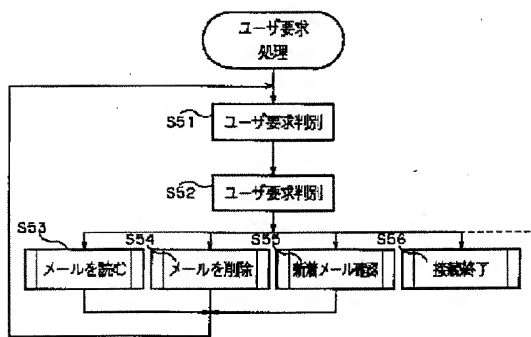 ユーザ要求
処理
S51
ユーザ要求判別
S52
ユーザ要求判別
S53
S54
S55
S56
メールを読む
メールを削除
新着メール確認
接続終了